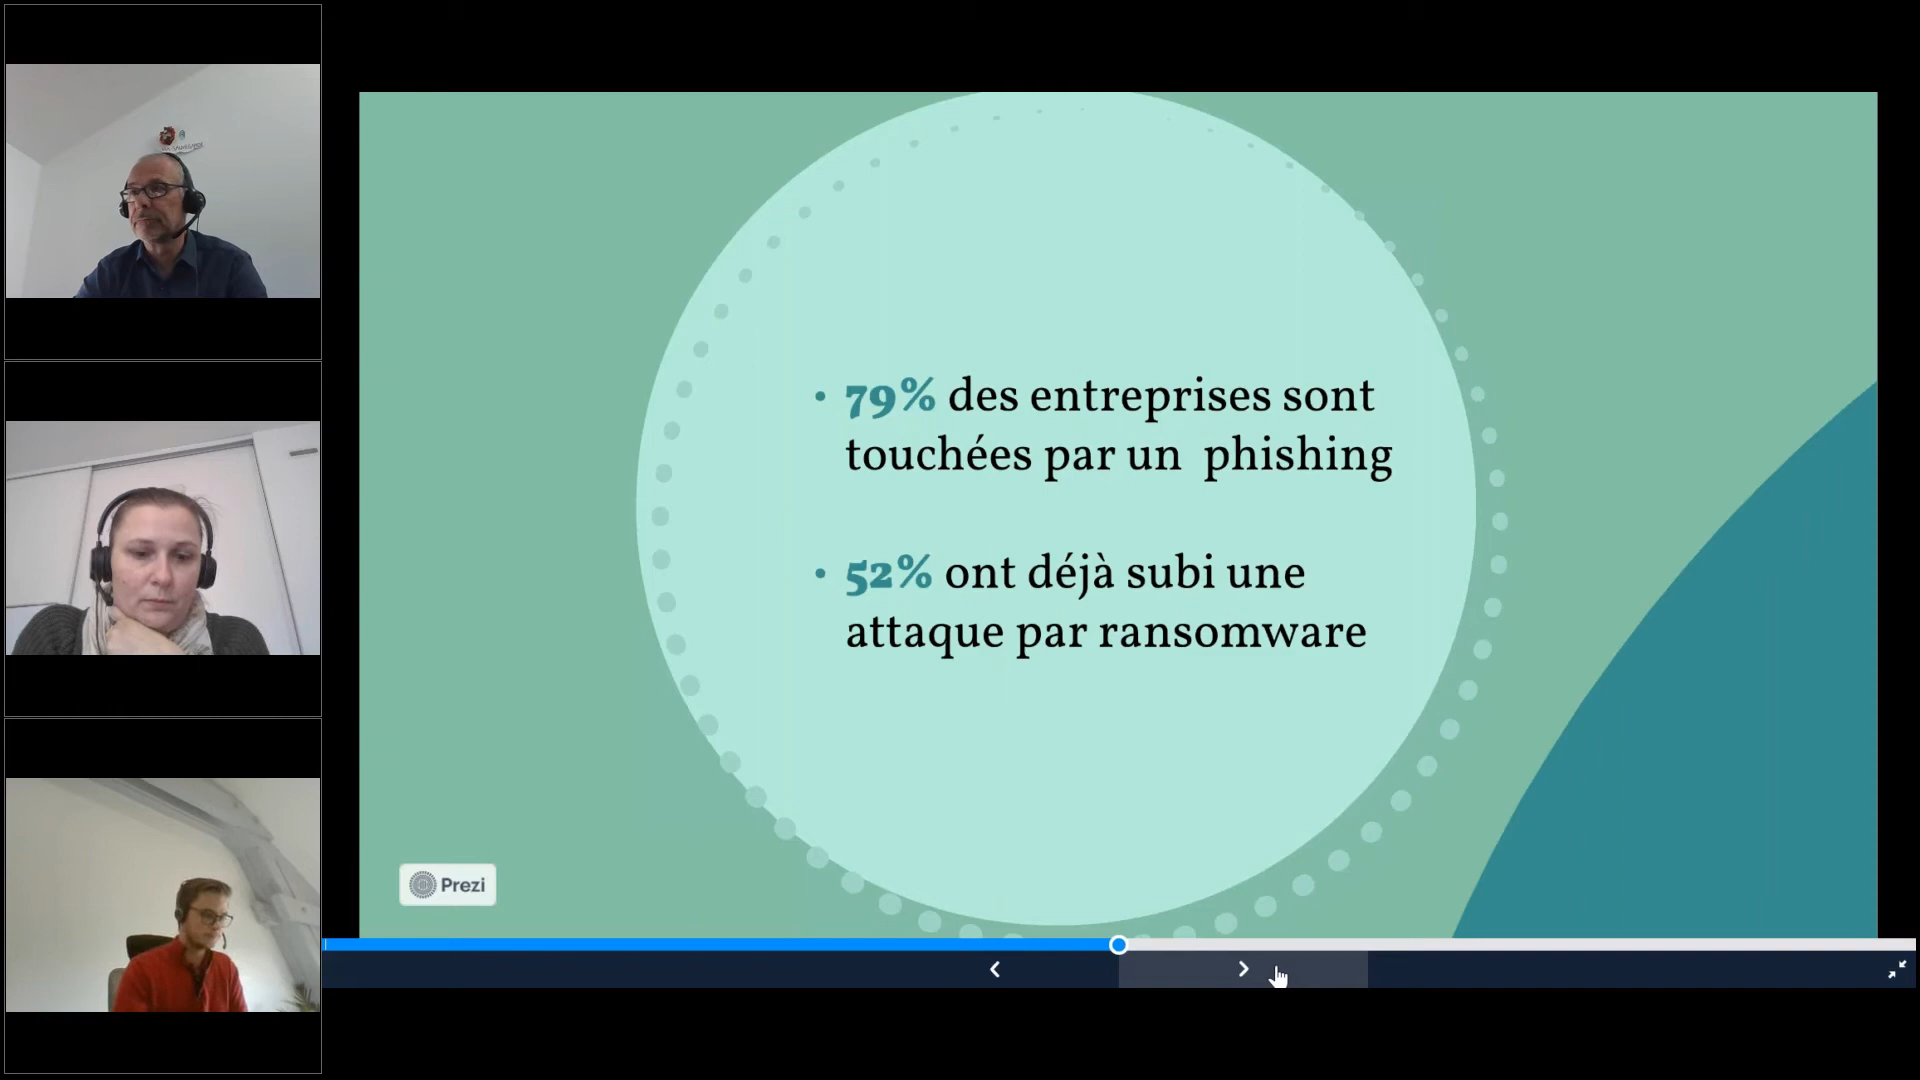 • 79% des entreprises sont
touchées par un  phishing
• 52% ont déjà subi une
attaque par ransomware
Prezi